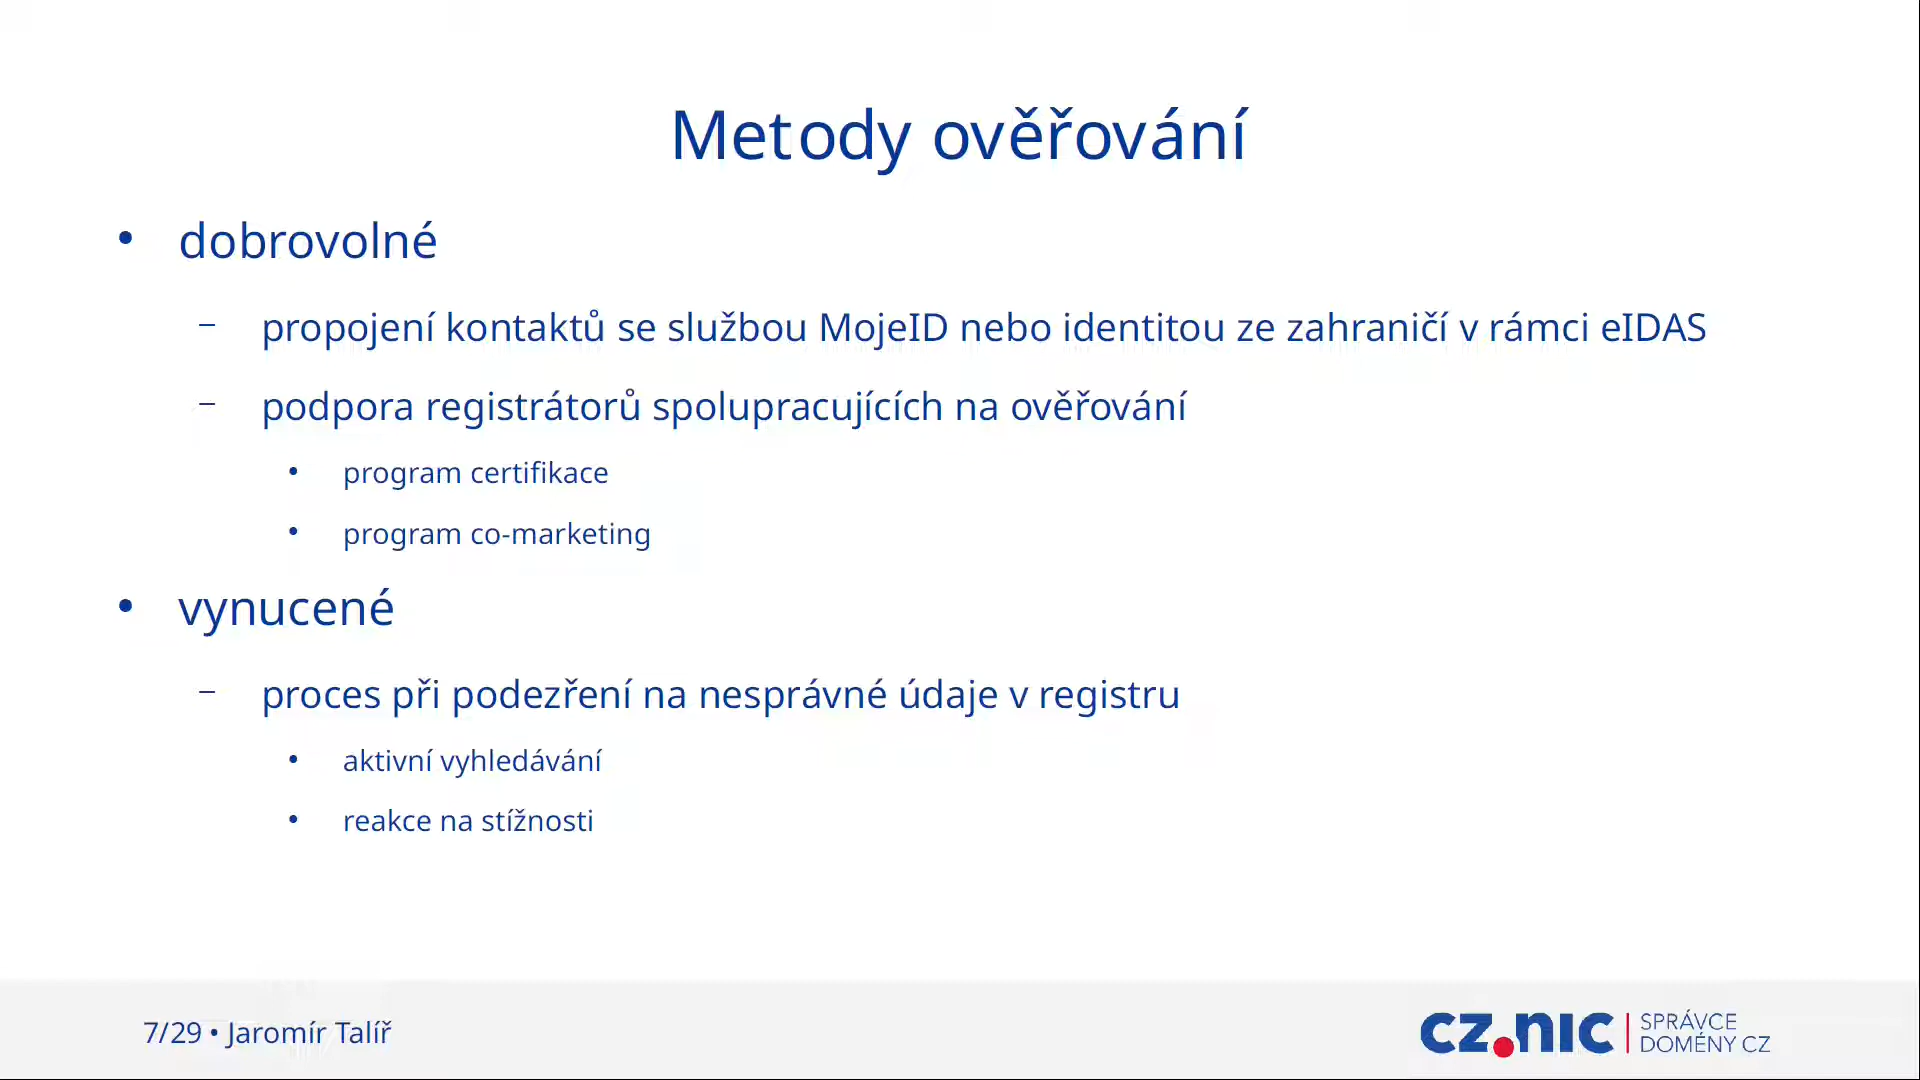 Metody ověřování
• dobrovolné
– propojení kontaktů se službou MojeID nebo identitou ze zahraničí v rámci eIDAS
– podpora registrátorů spolupracujících na ověřování
• program certifikace
• program co-marketing
• vynucené
– proces při podezření na nesprávné údaje v registru
• aktivní vyhledávání
• reakce na stížnosti
7/29 • Jaromír Talíř
cz.nic | SPRÁVCE
DOMÉNY CZ